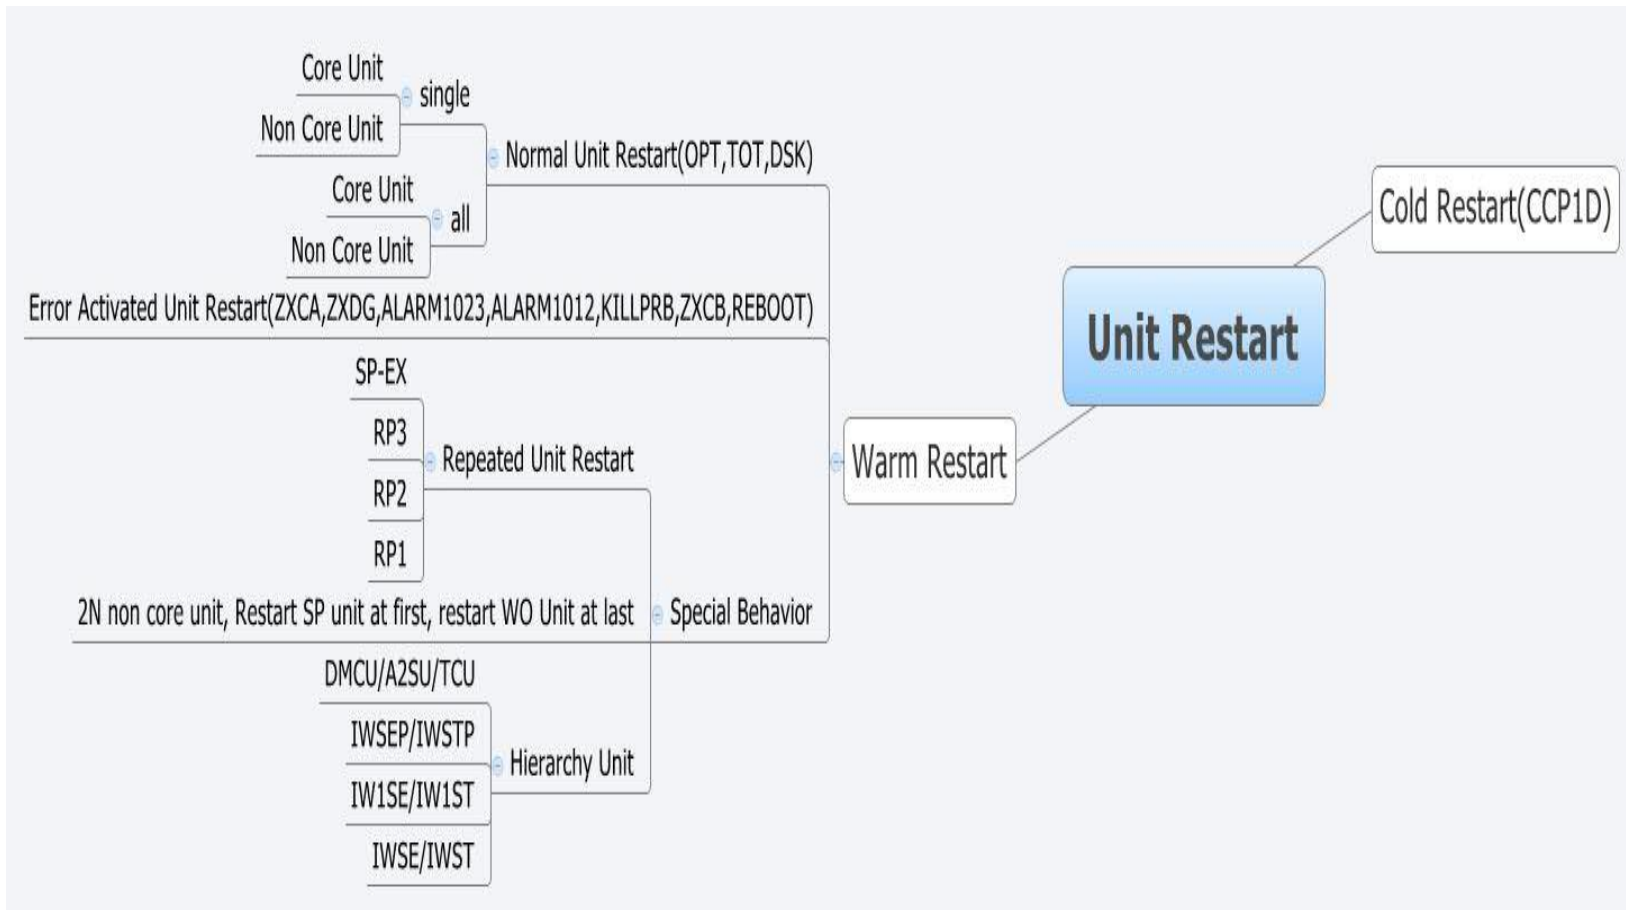 Core Unit
single
Non Core Unit
Normal Unit Restart(OPT,TOT,DSK)
Core Unit
all
Non Core Unit
Cold Restart(CCP1D)
Error Activated Unit Restart(ZXCA,ZXDG,ALARM1023,ALARM1012,KILLPRB,ZXCB,REBOOT)
Unit Restart
SP-EX
RP3
Repeated Unit Restart
Warm Restart
RP2
RP1
2N non core unit, Restart SP unit at first, restart WO Unit at last
Special Behavior
DMCU/A2SU/TCU
IWSEP/IWSTP
Hierarchy Unit
IW1SE/IW1ST
IWSE/IWST